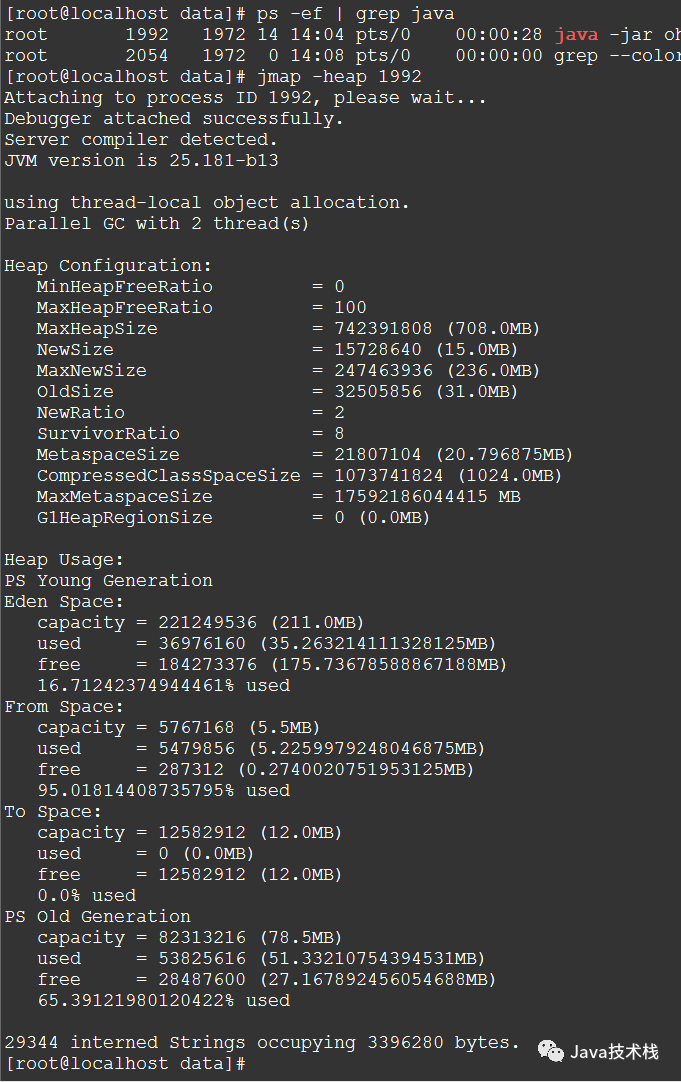 [root@localhost data]# ps -ef | grep java
root       1992   1972 14 14:04 pts/0    00:00:28 java -jar
root       2054   1972  0 14:08 pts/0    00:00:00 grep
[root@localhost data]# jmap -heap 1992
Attaching to process ID 1992, please wait...
Debugger attached successfully.
Server compiler detected.
JVM version is 25.181-b13
using thread-local object allocation.
Parallel GC with 2 thread(s)
Heap Configuration:
   MinHeapFreeRatio         = 0
   MaxHeapFreeRatio         = 100
   MaxHeapSize              = 742391808 (708.0MB)
   NewSize                  = 15728640 (15.0MB)
   MaxNewSize               = 247463936 (236.0MB)
   OldSize                  = 32505856 (31.0MB)
   NewRatio                 = 2
   SurvivorRatio            = 8
   MetaspaceSize            = 21807104 (20.796875MB)
   CompressedClassSpaceSize = 1073741824 (1024.0MB)
   MaxMetaspaceSize         = 17592186044415 MB
   G1HeapRegionSize         = 0 (0.0MB)
Heap Usage:
PS Young Generation
Eden Space:
   capacity = 221249536 (211.0MB)
   used     = 36976160 (35.263214111328125MB)
   free     = 184273376 (175.73678588867188MB)
   16.71242374944461% used
From Space:
   capacity = 5767168 (5.5MB)
   used     = 5479856 (5.2259979248046875MB)
   free     = 287312 (0.2740020751953125MB)
   95.01814408735795% used
To Space:
   capacity = 12582912 (12.0MB)
   used     = 0 (0.0MB)
   free     = 12582912 (12.0MB)
   0.0% used
PS Old Generation
   capacity = 82313216 (78.5MB)
   used     = 53825616 (51.33210754394531MB)
   free     = 28487600 (27.167892456054688MB)
   65.39121980120422% used
29344 interned Strings occupying 3396280 bytes.
[root@localhost data]#
Java技术栈